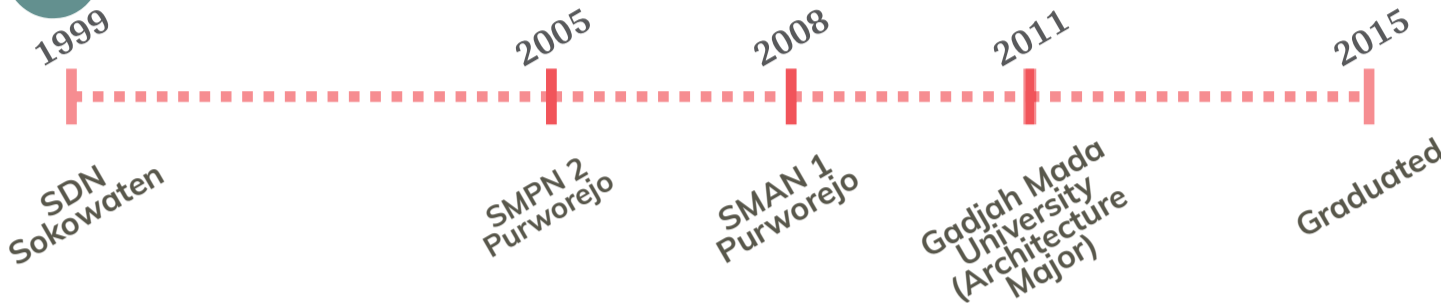 1999
2005
2008
2011
2015
SDN
Sokowaten
SMPN 2
Purworejo
SMAN 1
Purworejo
Gadjah Mada
University
(Architecture
Major)
Graduated